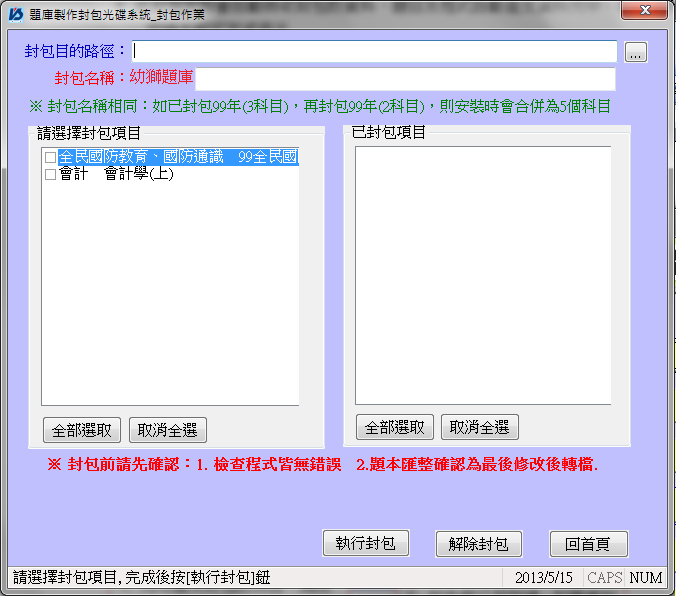 題庫製作封包光碟系統_封包作業
封包目的路徑：
...
封包名稱：幼獅題庫
※ 封包名稱相同：如已封包99年(3科目)，再封包99年(2科目)，則安裝時會合併為5個科目
請選擇封包項目
全民國防教育、國防通識 99全民國
會計 會計學(上)
全部選取
取消全選
已封包項目
全部選取
取消全選
※ 封包前請先確認：1. 檢查程式皆無錯誤 2.題本匯整確認為最後修改後轉檔.
執行封包
解除封包
回首頁
請選擇封包項目,完成後按[執行封包]鈕
2013/5/15
CAPS
NUM